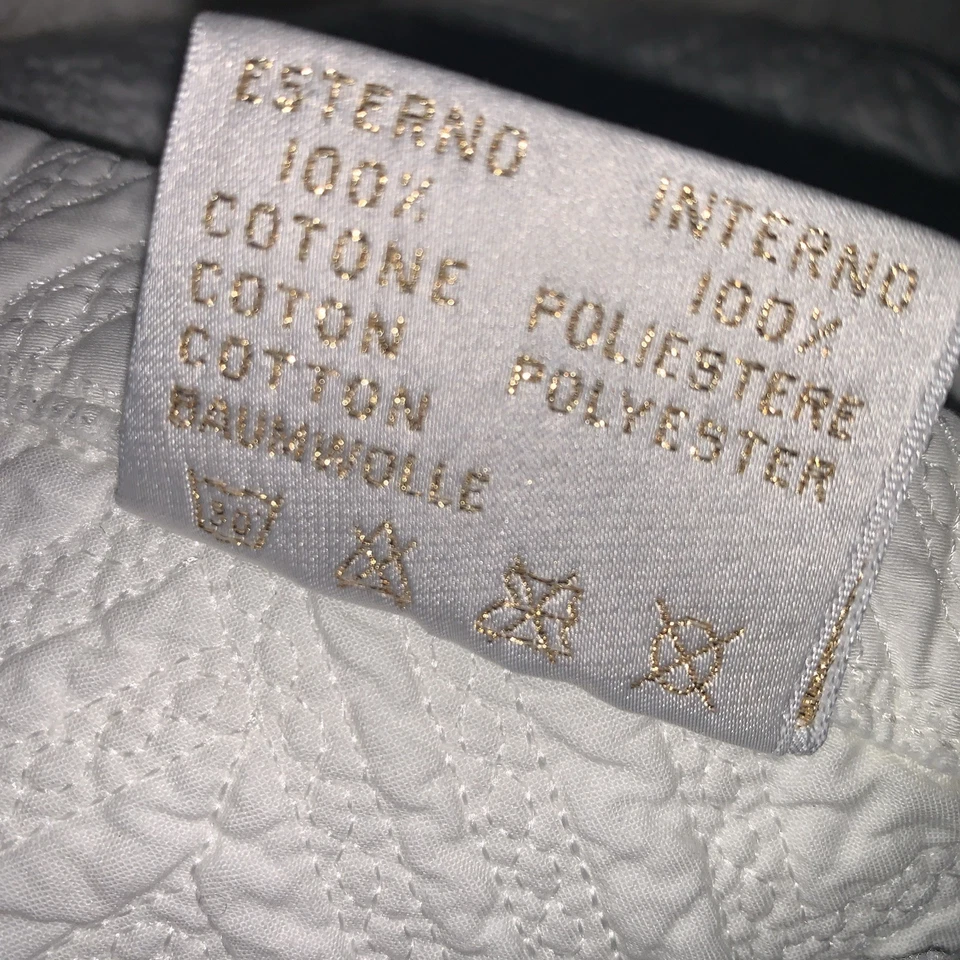 ESTERNO
100%
COTONE
COTON
COTTON
BAUMWOLLE
INTERNO
100%
POLIESTERE
POLYESTER
30